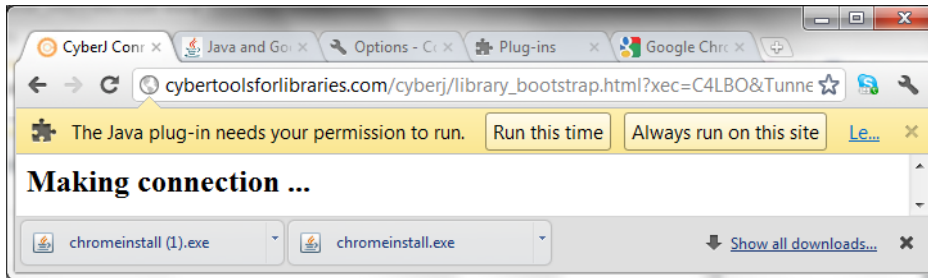 CyberJ Conr Java and Go Options - Co Plug-ins Google Chro
cybertoolsforlibraries.com/cyberj/library_bootstrap.html?xec=C4LBO&Tunne
The Java plug-in needs your permission to run. Run this time Always run on this site Le...
Making connection ...
chromeinstall (1).exe chromeinstall.exe Show all downloads...